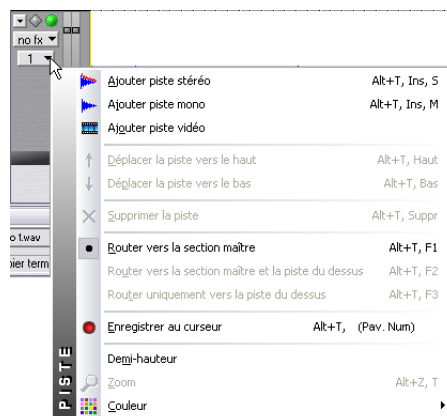 no fx
1
Ajouter piste stéréo Alt+T, Ins, S
Ajouter piste mono Alt+T, Ins, M
Ajouter piste vidéo
Déplacer la piste vers le haut Alt+T, Haut
Déplacer la piste vers le bas Alt+T, Bas
Supprimer la piste Alt+T, Suppr
Router vers la section maître Alt+T, F1
Router vers la section maître et la piste du dessus Alt+T, F2
Router uniquement vers la piste du dessus Alt+T, F3
Enregistrer au curseur Alt+T, (Pav. Num)
Demi-hauteur
Zoom Alt+Z, T
Couleur
PISTE
o 1.wav
ier term